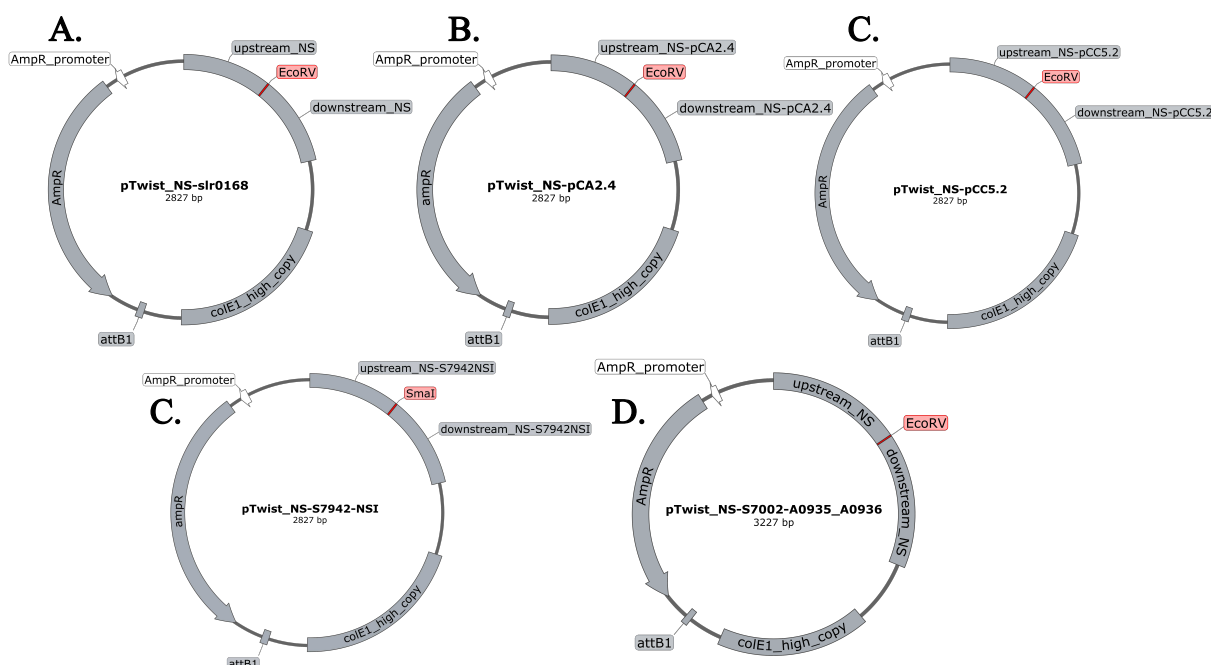 A.
upstream_NS
AmpR_promoter
EcoRV
downstream_NS
AmpR
pTwist_NS-slr0168
2827 bp
colE1_high_copy
attB1
B.
upstream_NS-pCA2.4
AmpR_promoter
EcoRV
downstream_NS-pCA2.4
ampR
pTwist_NS-pCA2.4
2827 bp
colE1_high_copy
attB1
C.
upstream_NS-pCC5.2
AmpR_promoter
EcoRV
downstream_NS-pCC5.2
AmpR
pTwist_NS-pCC5.2
2827 bp
colE1_high_copy
attB1
C.
upstream_NS-S7942NSI
AmpR_promoter
SmaI
downstream_NS-S7942NSI
ampR
pTwist_NS-S7942-NSI
2827 bp
colE1_high_copy
attB1
D.
AmpR_promoter
upstream_NS
EcoRV
downstream_NS
AmpR
pTwist_NS-S7002-A0935_A0936
3227 bp
colE1_high_copy
attB1